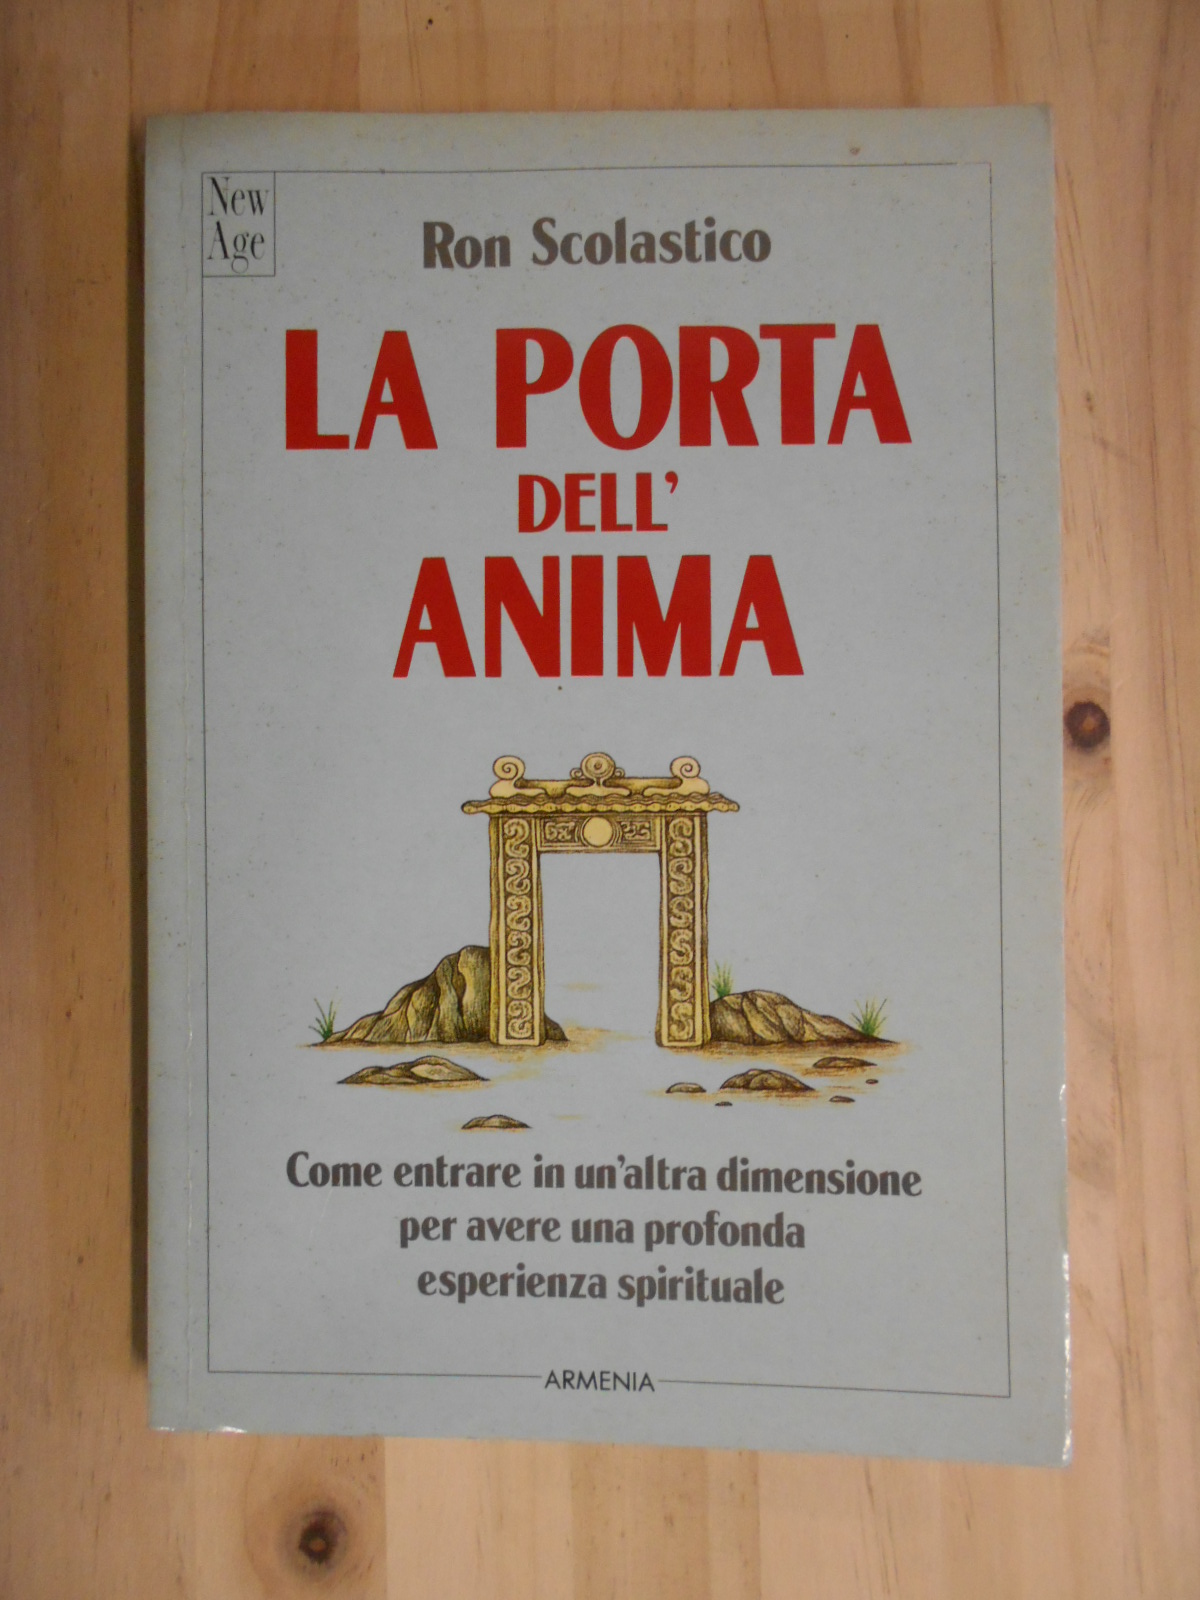 New
Age
Ron Scolastico
LA PORTA
DELL'
ANIMA
Come entrare in un'altra dimensione
per avere una profonda
esperienza spirituale
ARMENIA